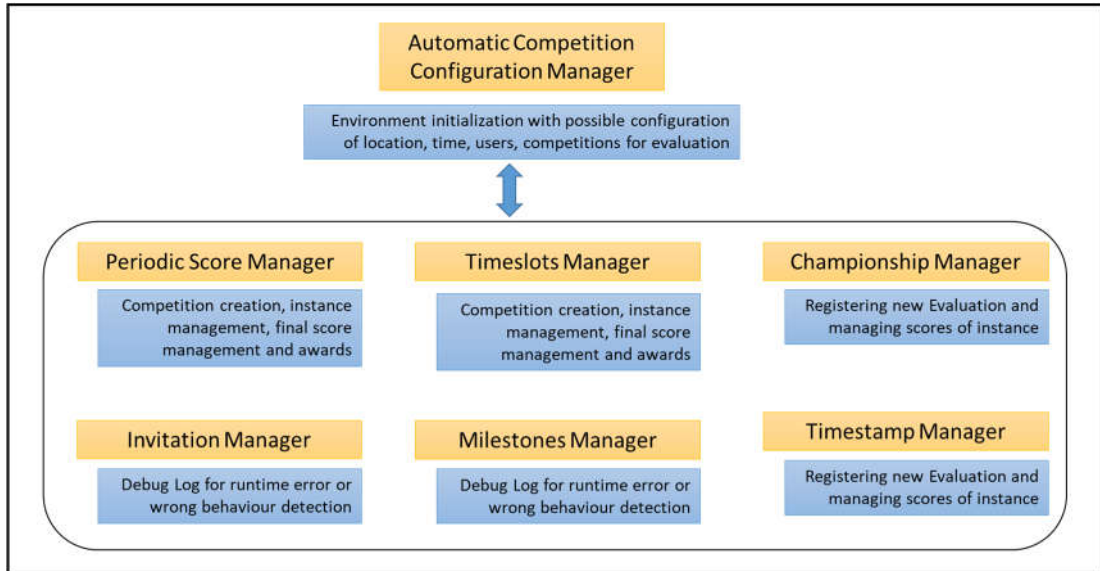 Automatic Competition
Configuration Manager
Environment initialization with possible configuration
of location, time, users, competitions for evaluation
Periodic Score Manager
Competition creation, instance
management, final score
management and awards
Timeslots Manager
Competition creation, instance
management, final score
management and awards
Championship Manager
Registering new Evaluation and
managing scores of instance
Invitation Manager
Debug Log for runtime error or
wrong behaviour detection
Milestones Manager
Debug Log for runtime error or
wrong behaviour detection
Timestamp Manager
Registering new Evaluation and
managing scores of instance